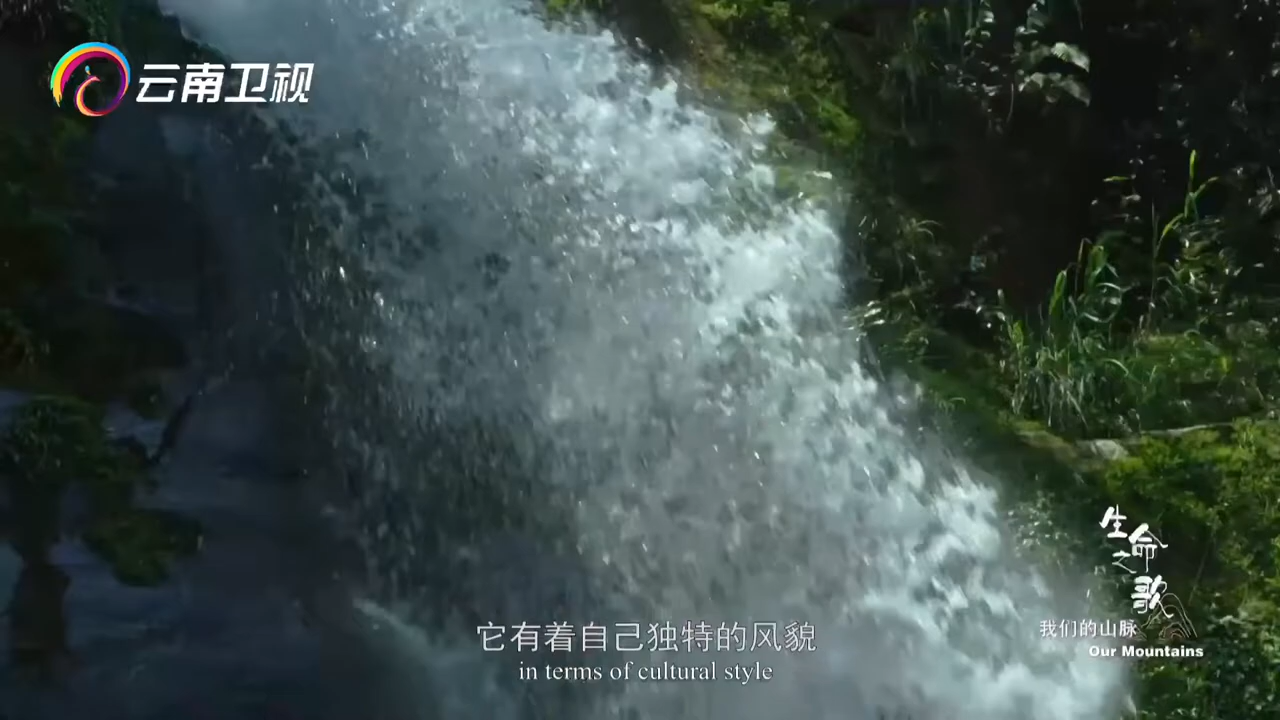 云南卫视
它有着自己独特的风貌
in terms of cultural style
生命之歌
我们的山脉
Our Mountains